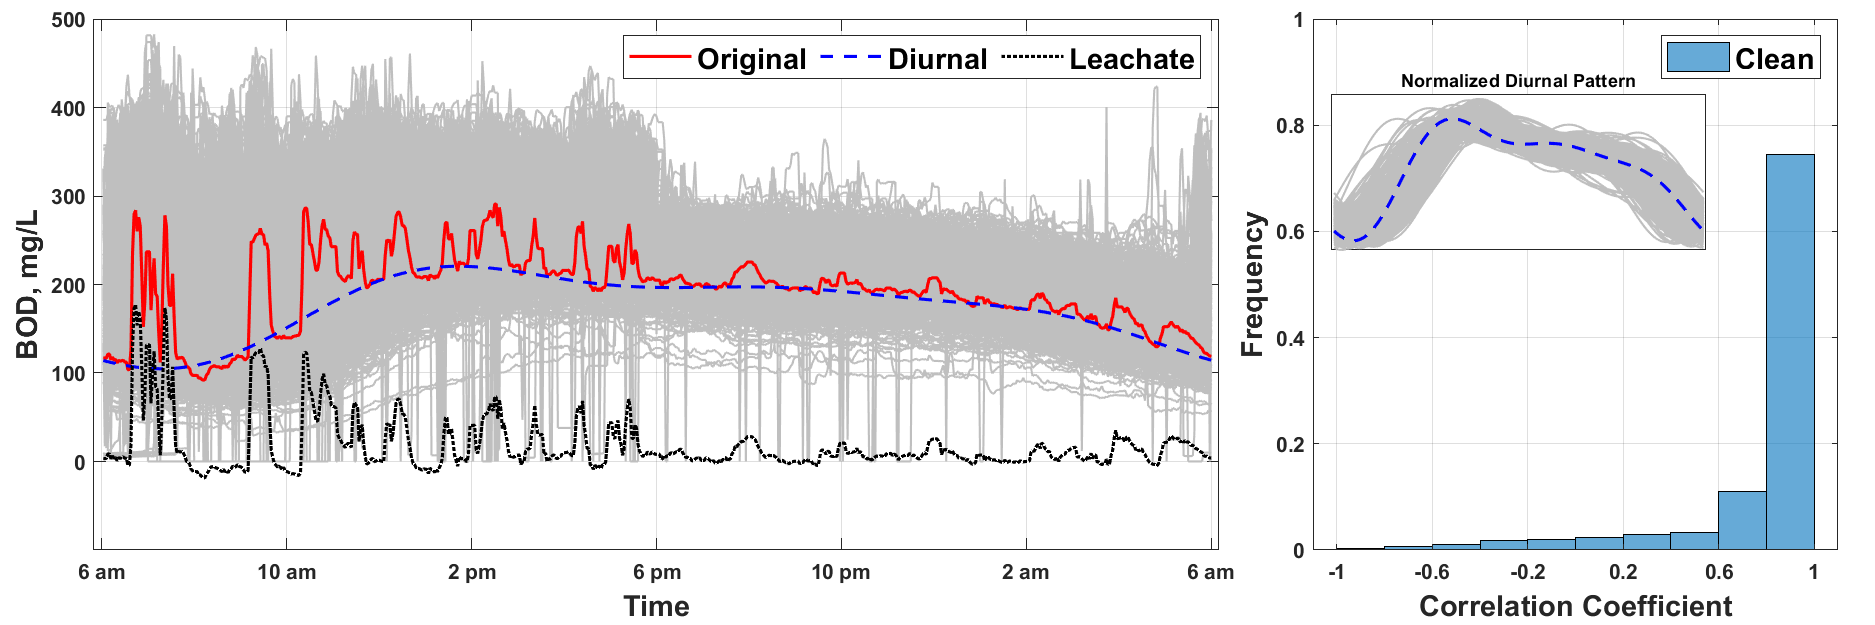 500
400
300
200
100
0
BOD, mg/L
Original
Diurnal
Leachate
6 am
10 am
2 pm
6 pm
10 pm
2 am
6 am
Time
1
0.8
0.6
0.4
0.2
0
Frequency
Clean
Normalized Diurnal Pattern
-1
-0.6
-0.2
0.2
0.6
1
Correlation Coefficient